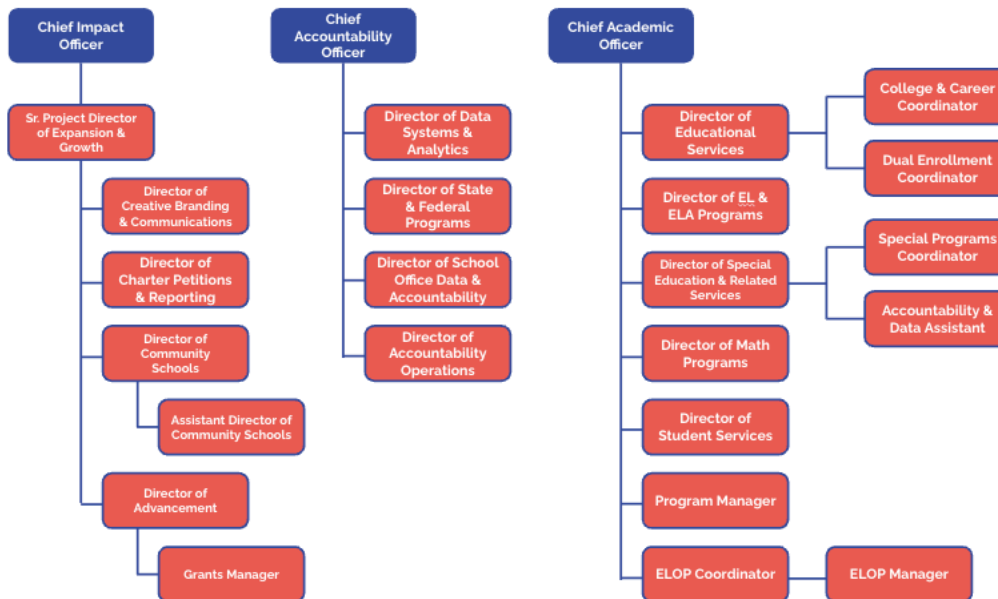 Chief Impact
Officer
Sr. Project Director
of Expansion &
Growth
Director of
Creative Branding
& Communications
Director of
Charter Petitions
& Reporting
Director of
Community
Schools
Assistant Director of
Community Schools
Director of
Advancement
Grants Manager
Chief
Accountability
Officer
Director of Data
Systems &
Analytics
Director of State
& Federal
Programs
Director of School
Office Data &
Accountability
Director of
Accountability
Operations
Chief Academic
Officer
Director of
Educational
Services
College & Career
Coordinator
Dual Enrollment
Coordinator
Director of EL &
ELA Programs
Director of Special
Education & Related
Services
Special Programs
Coordinator
Accountability &
Data Assistant
Director of Math
Programs
Director of
Student Services
Program Manager
ELOP Coordinator
ELOP Manager